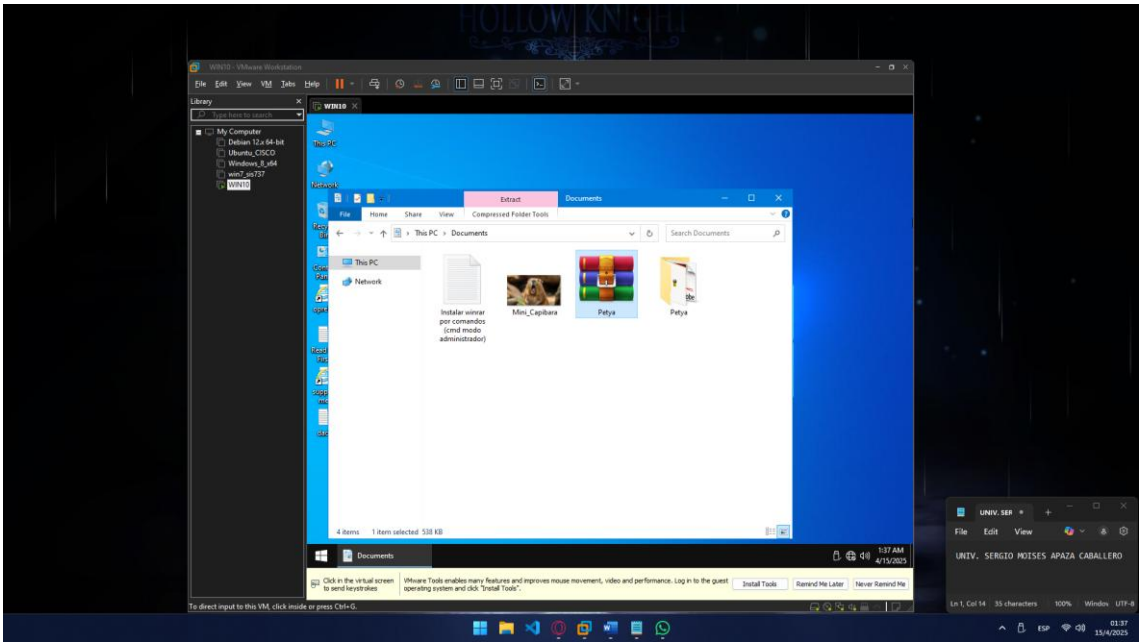 HOLLOW KNIGHT
WIN10 - VMware Workstation
File Edit View VM Tabs Help
Library
Type here to search
My Computer
Debian 12.x 64-bit
Ubuntu_CISCO
Windows_8_x64
win7_sis737
WIN10
WIN10
This PC
Network
Extract
Documents
File Home Share View Compressed Folder Tools
This PC > Documents
Search Documents
This PC
Network
Instalar winrar
por comandos
(cmd modo
administrador)
Mini_Capibara
Petya
Petya
4 items 1 item selected 538 KB
Documents
1:37 AM
4/15/2025
Click in the virtual screen
to send keystrokes
VMware Tools enables many features and improves mouse movement, video and performance. Log in to the guest
operating system and click "Install Tools".
Install Tools
Remind Me Later
Never Remind Me
To direct input to this VM, click inside or press Ctrl+G.
UNIV. SER
File Edit View
UNIV. SERGIO MOISES APAZA CABALLERO
Ln 1, Col 14 35 characters 100% Window UTF-8
ESP
01:37
15/4/2025